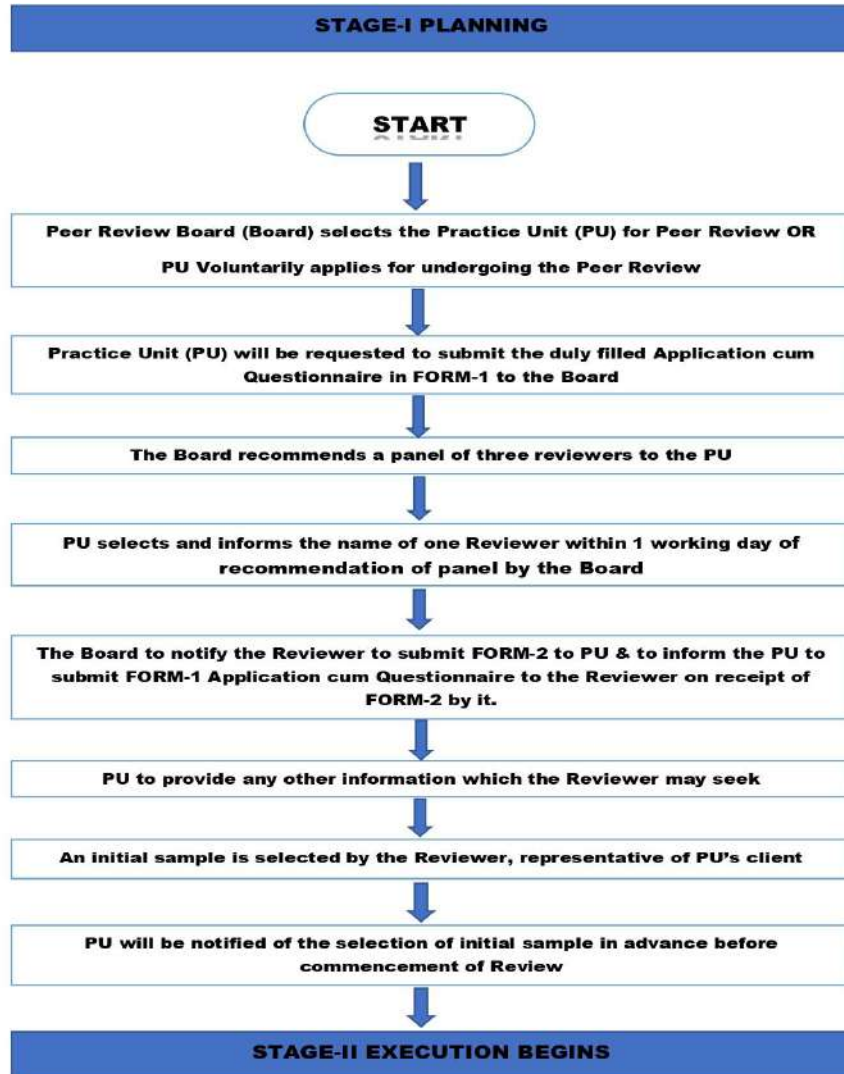 STAGE-I PLANNING
START
Peer Review Board (Board) selects the Practice Unit (PU) for Peer Review OR
PU Voluntarily applies for undergoing the Peer Review
Practice Unit (PU) will be requested to submit the duly filled Application cum
Questionnaire in FORM-1 to the Board
The Board recommends a panel of three reviewers to the PU
PU selects and informs the name of one Reviewer within 1 working day of
recommendation of panel by the Board
The Board to notify the Reviewer to submit FORM-2 to PU & to inform the PU to
submit FORM-1 Application cum Questionnaire to the Reviewer on receipt of
FORM-2 by it.
PU to provide any other information which the Reviewer may seek
An initial sample is selected by the Reviewer, representative of PU's client
PU will be notified of the selection of initial sample in advance before
commencement of Review
STAGE-II EXECUTION BEGINS